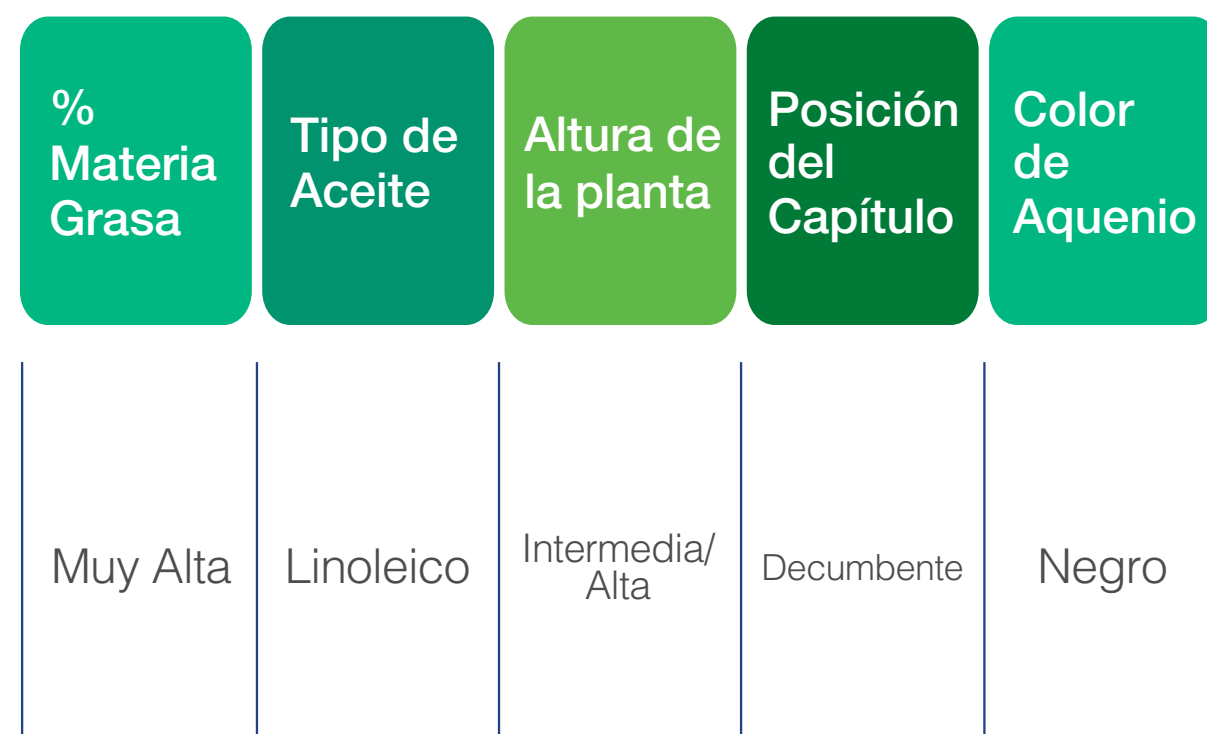 %
Materia
Grasa
Tipo de
Aceite
Altura de
la planta
Posición
del
Capítulo
Color
de
Aquenio
Muy Alta
Linoleico
Intermedia/
Alta
Decumbente
Negro